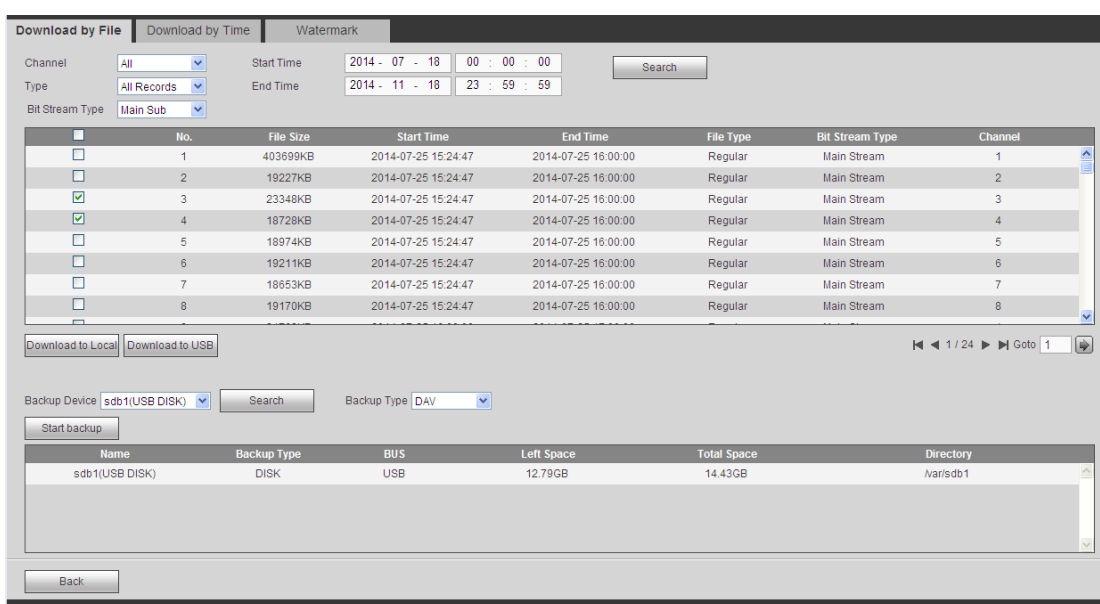 Download by File Download by Time Watermark
Channel All Start Time 2014 - 07 - 18 00 : 00 : 00 Search
Type All Records End Time 2014 - 11 - 18 23 : 59 : 59
Bit Stream Type Main Sub
No. File Size Start Time End Time File Type Bit Stream Type Channel
1 403699KB 2014-07-25 15:24:47 2014-07-25 16:00:00 Regular Main Stream 1
2 19227KB 2014-07-25 15:24:47 2014-07-25 16:00:00 Regular Main Stream 2
3 23348KB 2014-07-25 15:24:47 2014-07-25 16:00:00 Regular Main Stream 3
4 18728KB 2014-07-25 15:24:47 2014-07-25 16:00:00 Regular Main Stream 4
5 18974KB 2014-07-25 15:24:47 2014-07-25 16:00:00 Regular Main Stream 5
6 19211KB 2014-07-25 15:24:47 2014-07-25 16:00:00 Regular Main Stream 6
7 18653KB 2014-07-25 15:24:47 2014-07-25 16:00:00 Regular Main Stream 7
8 19170KB 2014-07-25 15:24:47 2014-07-25 16:00:00 Regular Main Stream 8
Download to Local Download to USB 1 / 24 Goto 1
Backup Device sdb1(USB DISK) Search Backup Type DAV
Start backup
Name Backup Type BUS Left Space Total Space Directory
sdb1(USB DISK) DISK USB 12.79GB 14.43GB /var/sdb1
Back